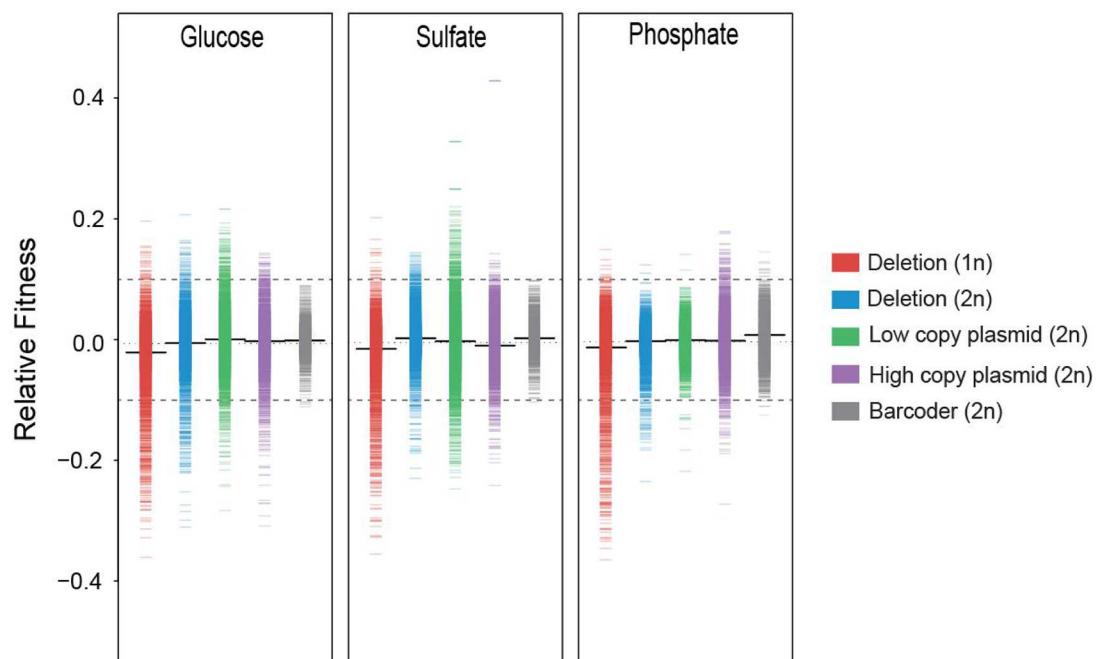 Glucose
Sulfate
Phosphate
Relative Fitness
0.4
0.2
0.0
−0.2
−0.4
Deletion (1n)
Deletion (2n)
Low copy plasmid (2n)
High copy plasmid (2n)
Barcoder (2n)